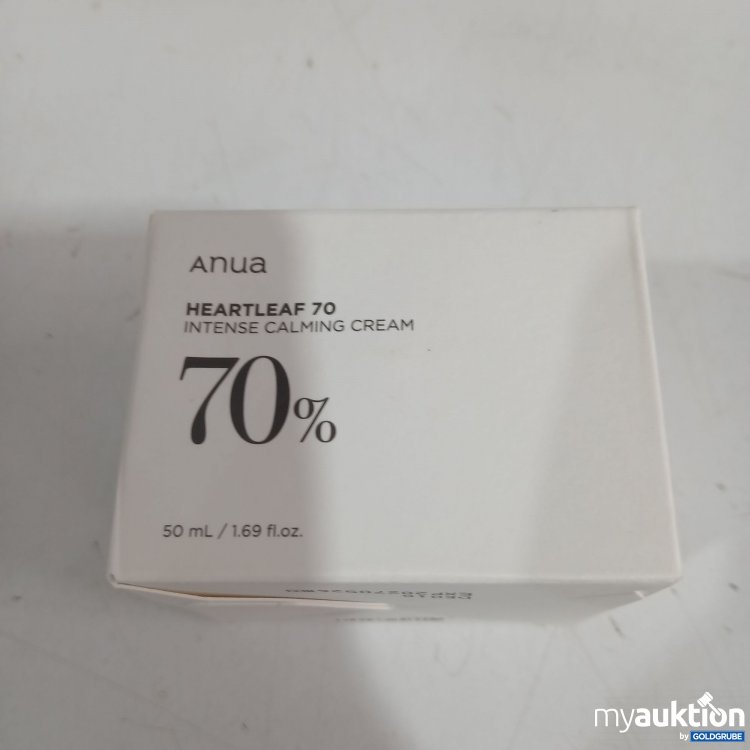 Anua
HEARTLEAF 70
INTENSE CALMING CREAM
70%
50 mL / 1.69 fl.oz.
myauktion
by GOLDGRUBE